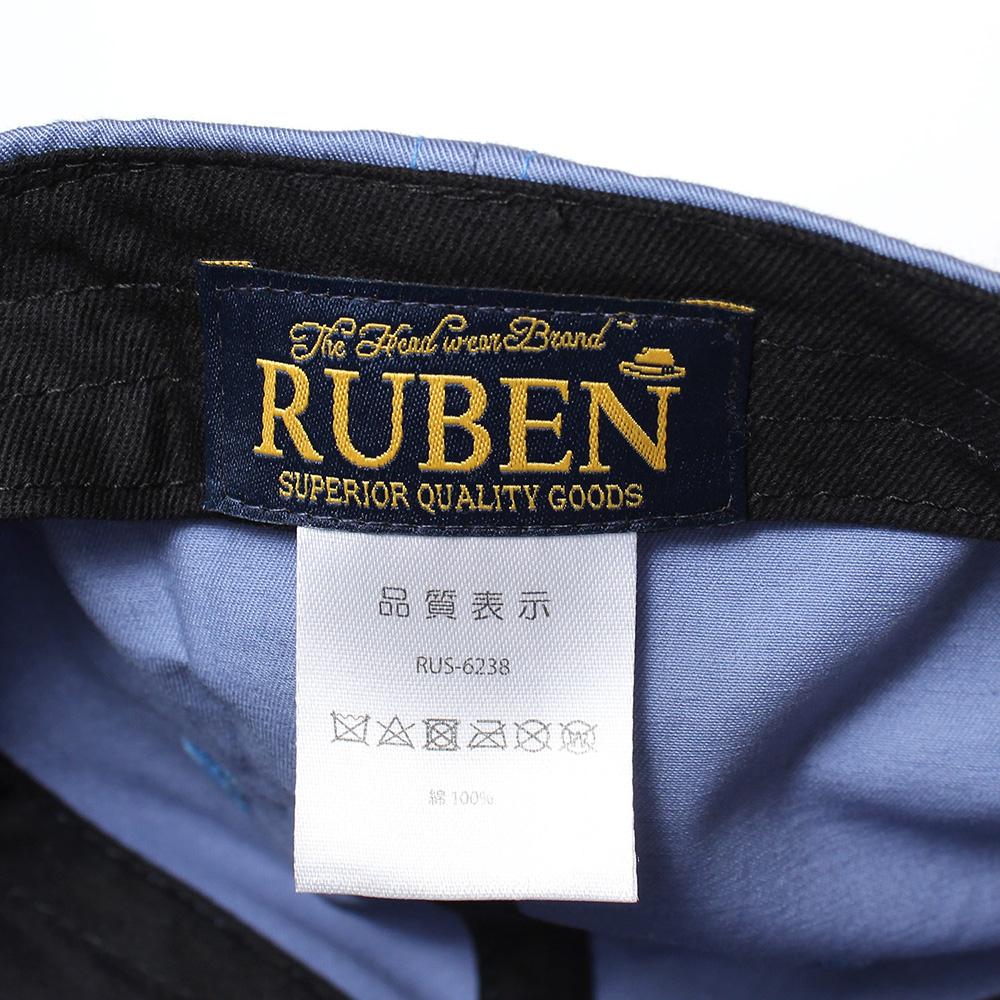 The Head wear Brand
RUBEN
SUPERIOR QUALITY GOODS
品質表示
RUS-6238
綿 100%